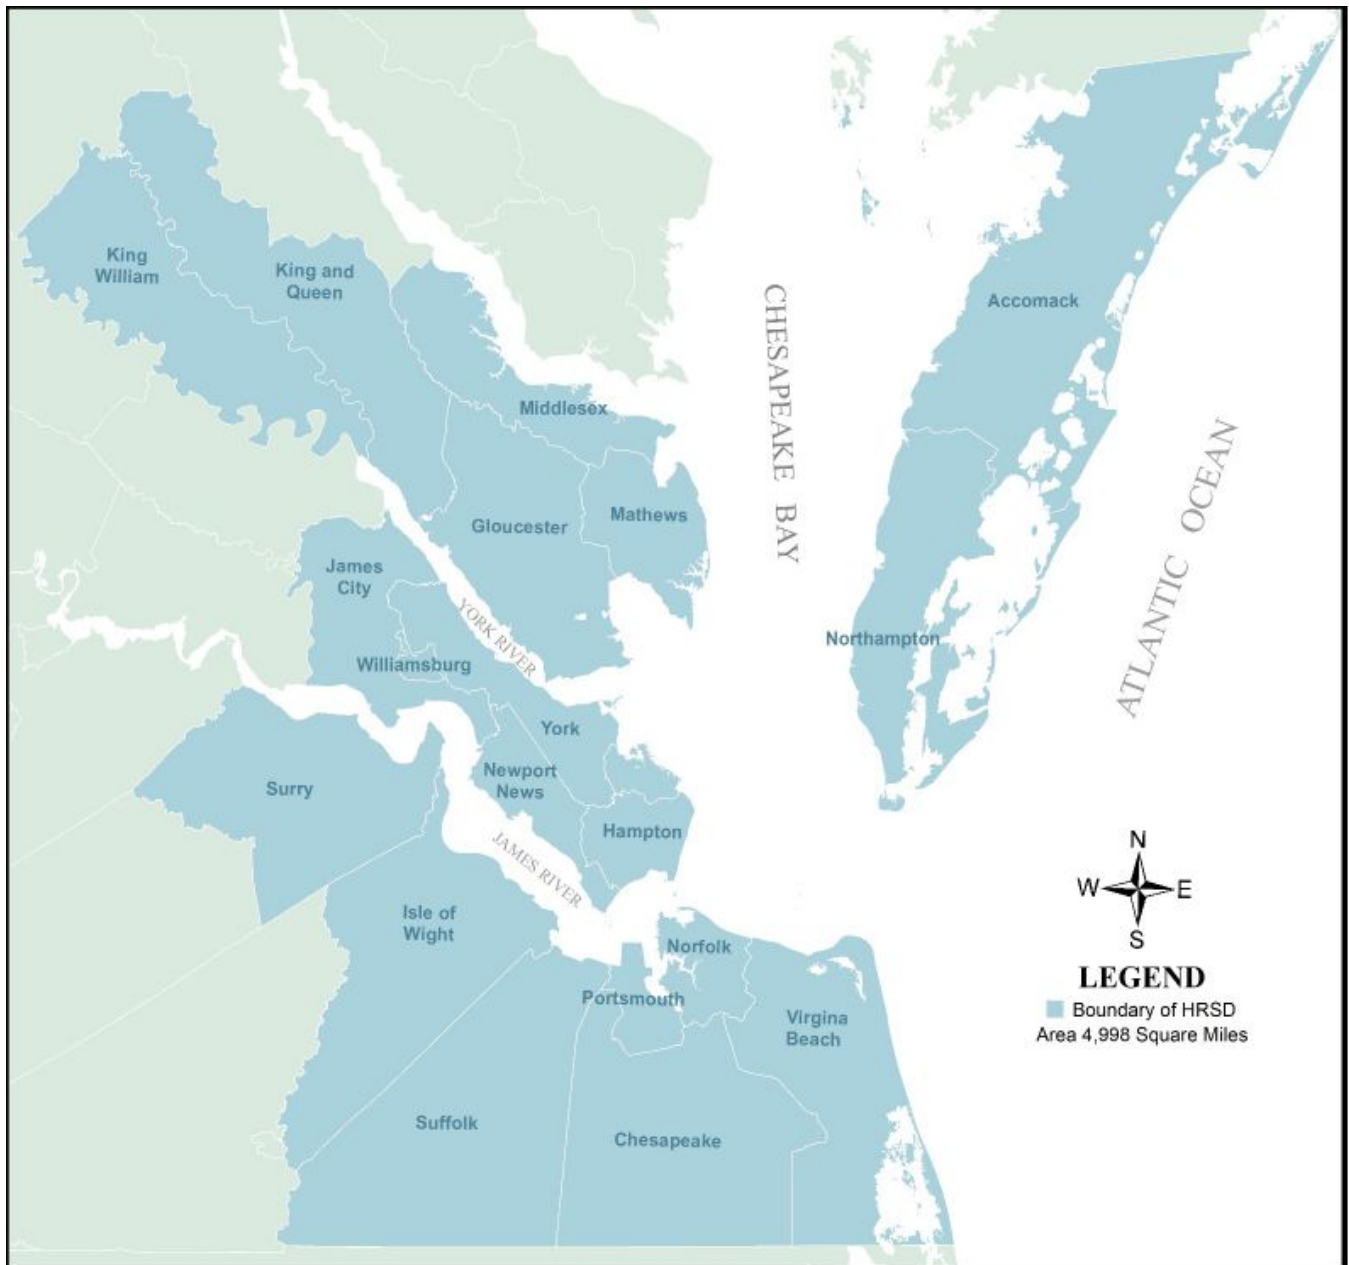 King
William
King and
Queen
Accomack
CHESAPEAKE BAY
Middlesex
Mathews
Gloucester
ATLANTIC OCEAN
James
City
YORK RIVER
Northampton
Williamsburg
York
Newport
News
Surry
Hampton
JAMES RIVER
Isle of
Wight
Norfolk
Portsmouth
Virgina
Beach
Suffolk
Chesapeake
N
W E
S
LEGEND
Boundary of HRSD
Area 4,998 Square Miles